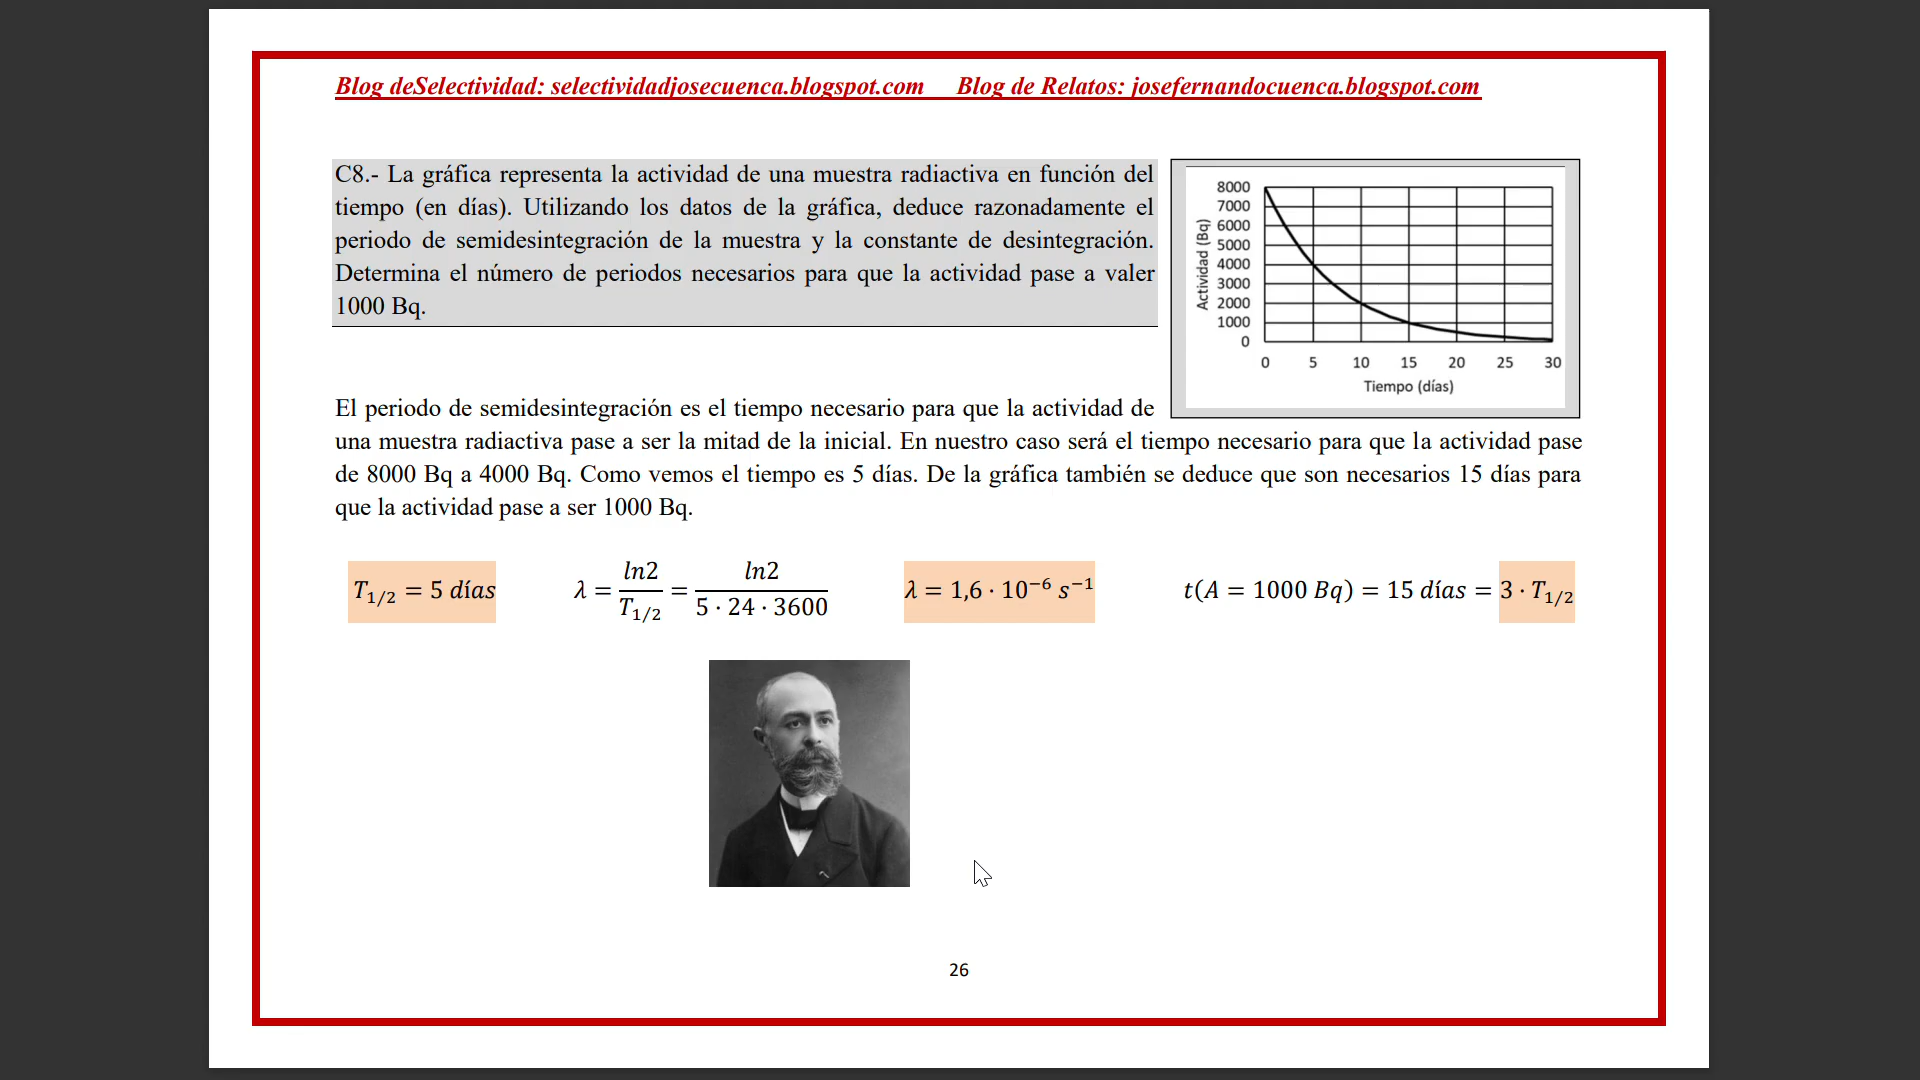 Blog deSelectividad: selectividadjosecuenca.blogspot.com Blog de Relatos: josefernandocuenca.blogspot.com
C8.- La gráfica representa la actividad de una muestra radiactiva en función del
tiempo (en días). Utilizando los datos de la gráfica, deduce razonadamente el
periodo de semidesintegración de la muestra y la constante de desintegración.
Determina el número de periodos necesarios para que la actividad pase a valer
1000 Bq.
Actividad (Bq)
8000
7000
6000
5000
4000
3000
2000
1000
0
0 5 10 15 20 25 30
Tiempo (días)
El periodo de semidesintegración es el tiempo necesario para que la actividad de
una muestra radiactiva pase a ser la mitad de la inicial. En nuestro caso será el tiempo necesario para que la actividad pase
de 8000 Bq a 4000 Bq. Como vemos el tiempo es 5 días. De la gráfica también se deduce que son necesarios 15 días para
que la actividad pase a ser 1000 Bq.
T₁/₂ = 5 días λ = ln2/T₁/₂ = ln2/(5 · 24 · 3600) λ = 1,6 · 10⁻⁶ s⁻¹ t(A = 1000 Bq) = 15 días = 3 · T₁/₂
26